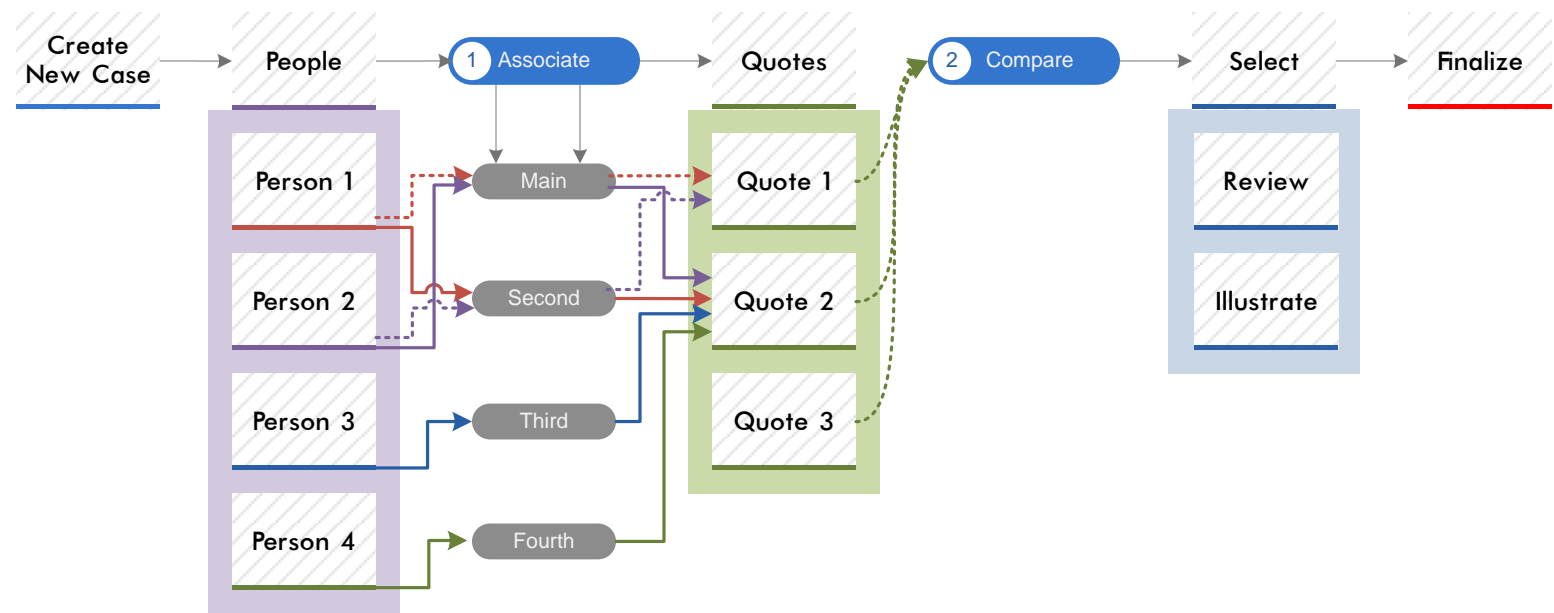 Create
New Case
People
1 Associate
Quotes
2 Compare
Select
Finalize
Person 1
Main
Quote 1
Review
Person 2
Second
Quote 2
Illustrate
Person 3
Third
Quote 3
Person 4
Fourth